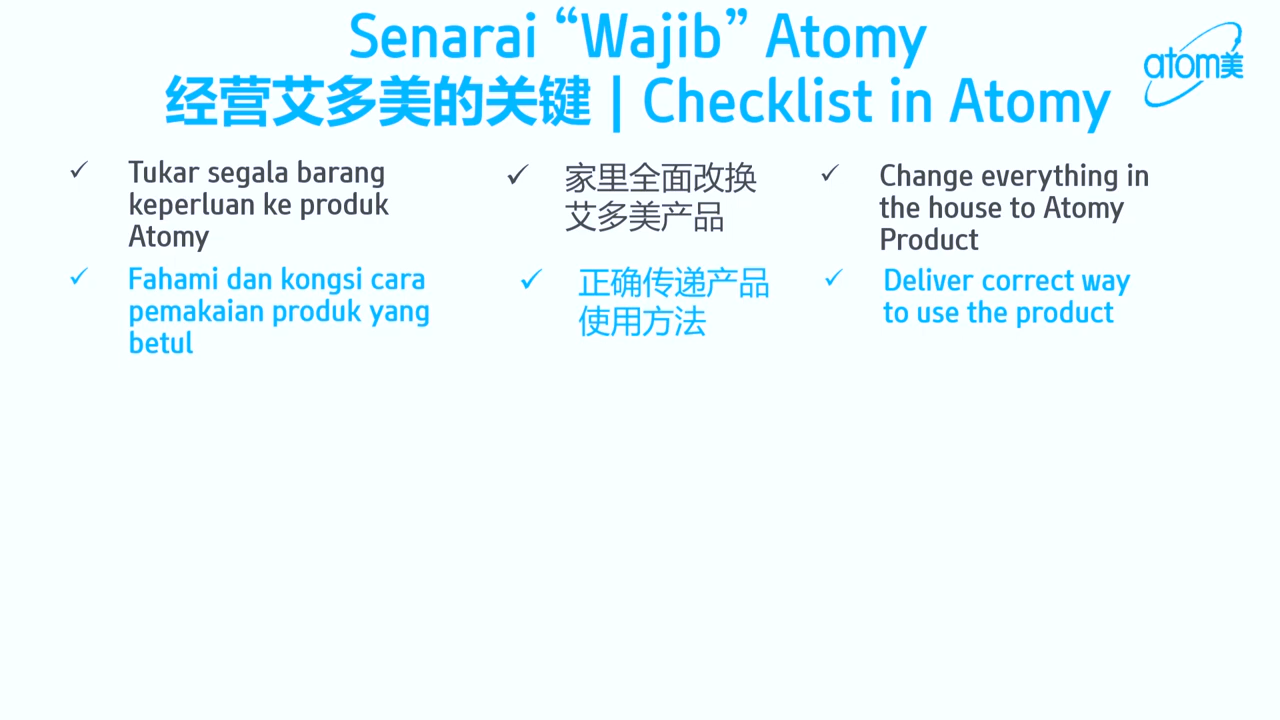 Senarai “Wajib” Atomy
经营艾多美的关键 | Checklist in Atomy
atom美
Tukar segala barang
keperluan ke produk
Atomy
家里全面改换
艾多美产品
Change everything in
the house to Atomy
Product
Fahami dan kongsi cara
pemakaian produk yang
betul
正确传递产品
使用方法
Deliver correct way
to use the product